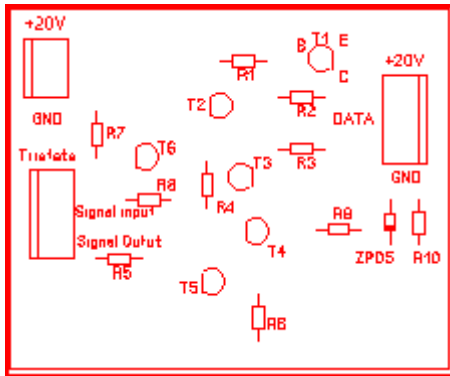 +20V
GND
Tristate
Signal input
Signal Outut
R7
T6
R8
R5
R1
T2
T1
B
E
C
R2
R3
T3
R4
T4
T5
R6
+20V
DATA
GND
R9
ZPD5
R10